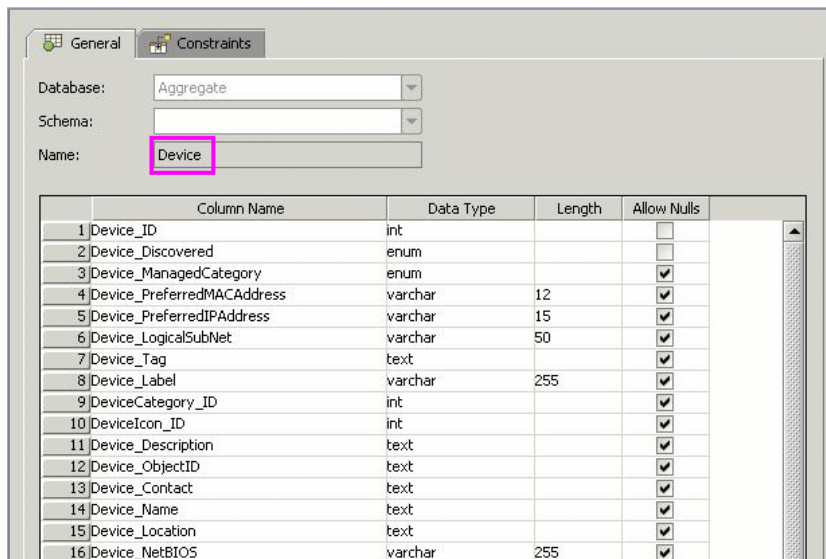 General Constraints
Database: Aggregate
Schema:
Name: Device
Column Name Data Type Length Allow Nulls
1 Device_ID int
2 Device_Discovered enum
3 Device_ManagedCategory enum
4 Device_PreferredMACAddress varchar 12
5 Device_PreferredIPAddress varchar 15
6 Device_LogicalSubNet varchar 50
7 Device_Tag text
8 Device_Label varchar 255
9 DeviceCategory_ID int
10 DeviceIcon_ID int
11 Device_Description text
12 Device_ObjectID text
13 Device_Contact text
14 Device_Name text
15 Device_Location text
16 Device_NetBIOS varchar 255